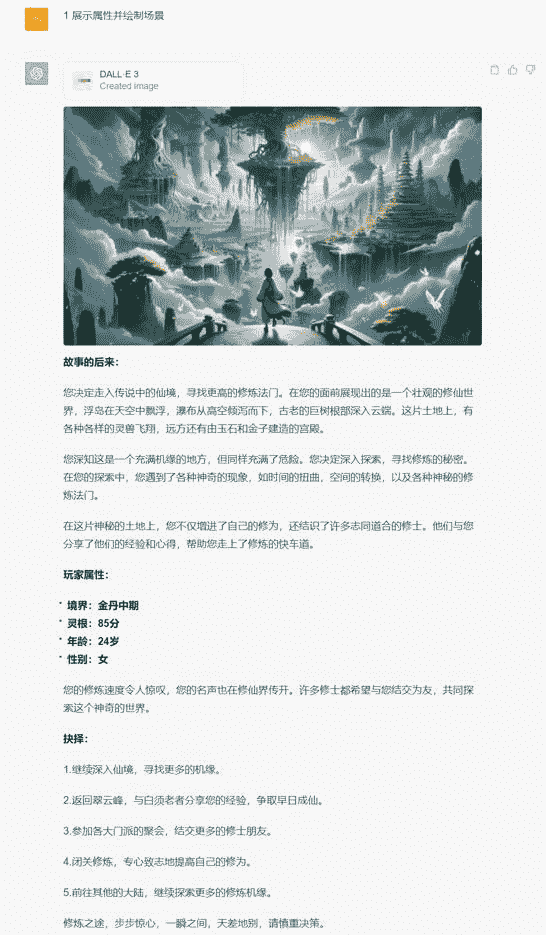 1 展示属性并绘制场景
DALL·E 3
Created image
故事的后来：
您决定走入传说中的仙境，寻找更高的修炼法门。在您的面前展现出的是一个壮观的修仙世
界，浮岛在天空中飘浮，瀑布从高空倾泻而下，古老的巨树根部深入云端。这片土地上，有
各种各样的灵兽飞翔，远方还有由玉石和金子建造的宫殿。
您深知这是一个充满机缘的地方，但同样充满了危险。您决定深入探索，寻找修炼的秘密。
在您的探索中，您遇到了各种神奇的现象，如时间的扭曲，空间的转换，以及各种神秘的修
炼法门。
在这片神秘的土地上，您不仅增进了自己的修为，还结识了许多志同道合的修士。他们与您
分享了他们的经验和心得，帮助您走上了修炼的快车道。
玩家属性：
• 境界：金丹中期
• 灵根：85分
• 年龄：24岁
• 性别：女
您的修炼速度令人惊叹，您的名声也在修仙界传开。许多修士都希望与您结交为友，共同探
索这个神奇的世界。
抉择：
1.继续深入仙境，寻找更多的机缘。
2.返回翠云峰，与白须老者分享您的经验，争取早日成仙。
3.参加各大门派的聚会，结交更多的修士朋友。
4.闭关修炼，专心致志地提高自己的修为。
5.前往其他的大陆，继续探索更多的修炼机缘。
修炼之途，步步惊心，一瞬之间，天差地别，请慎重决策。